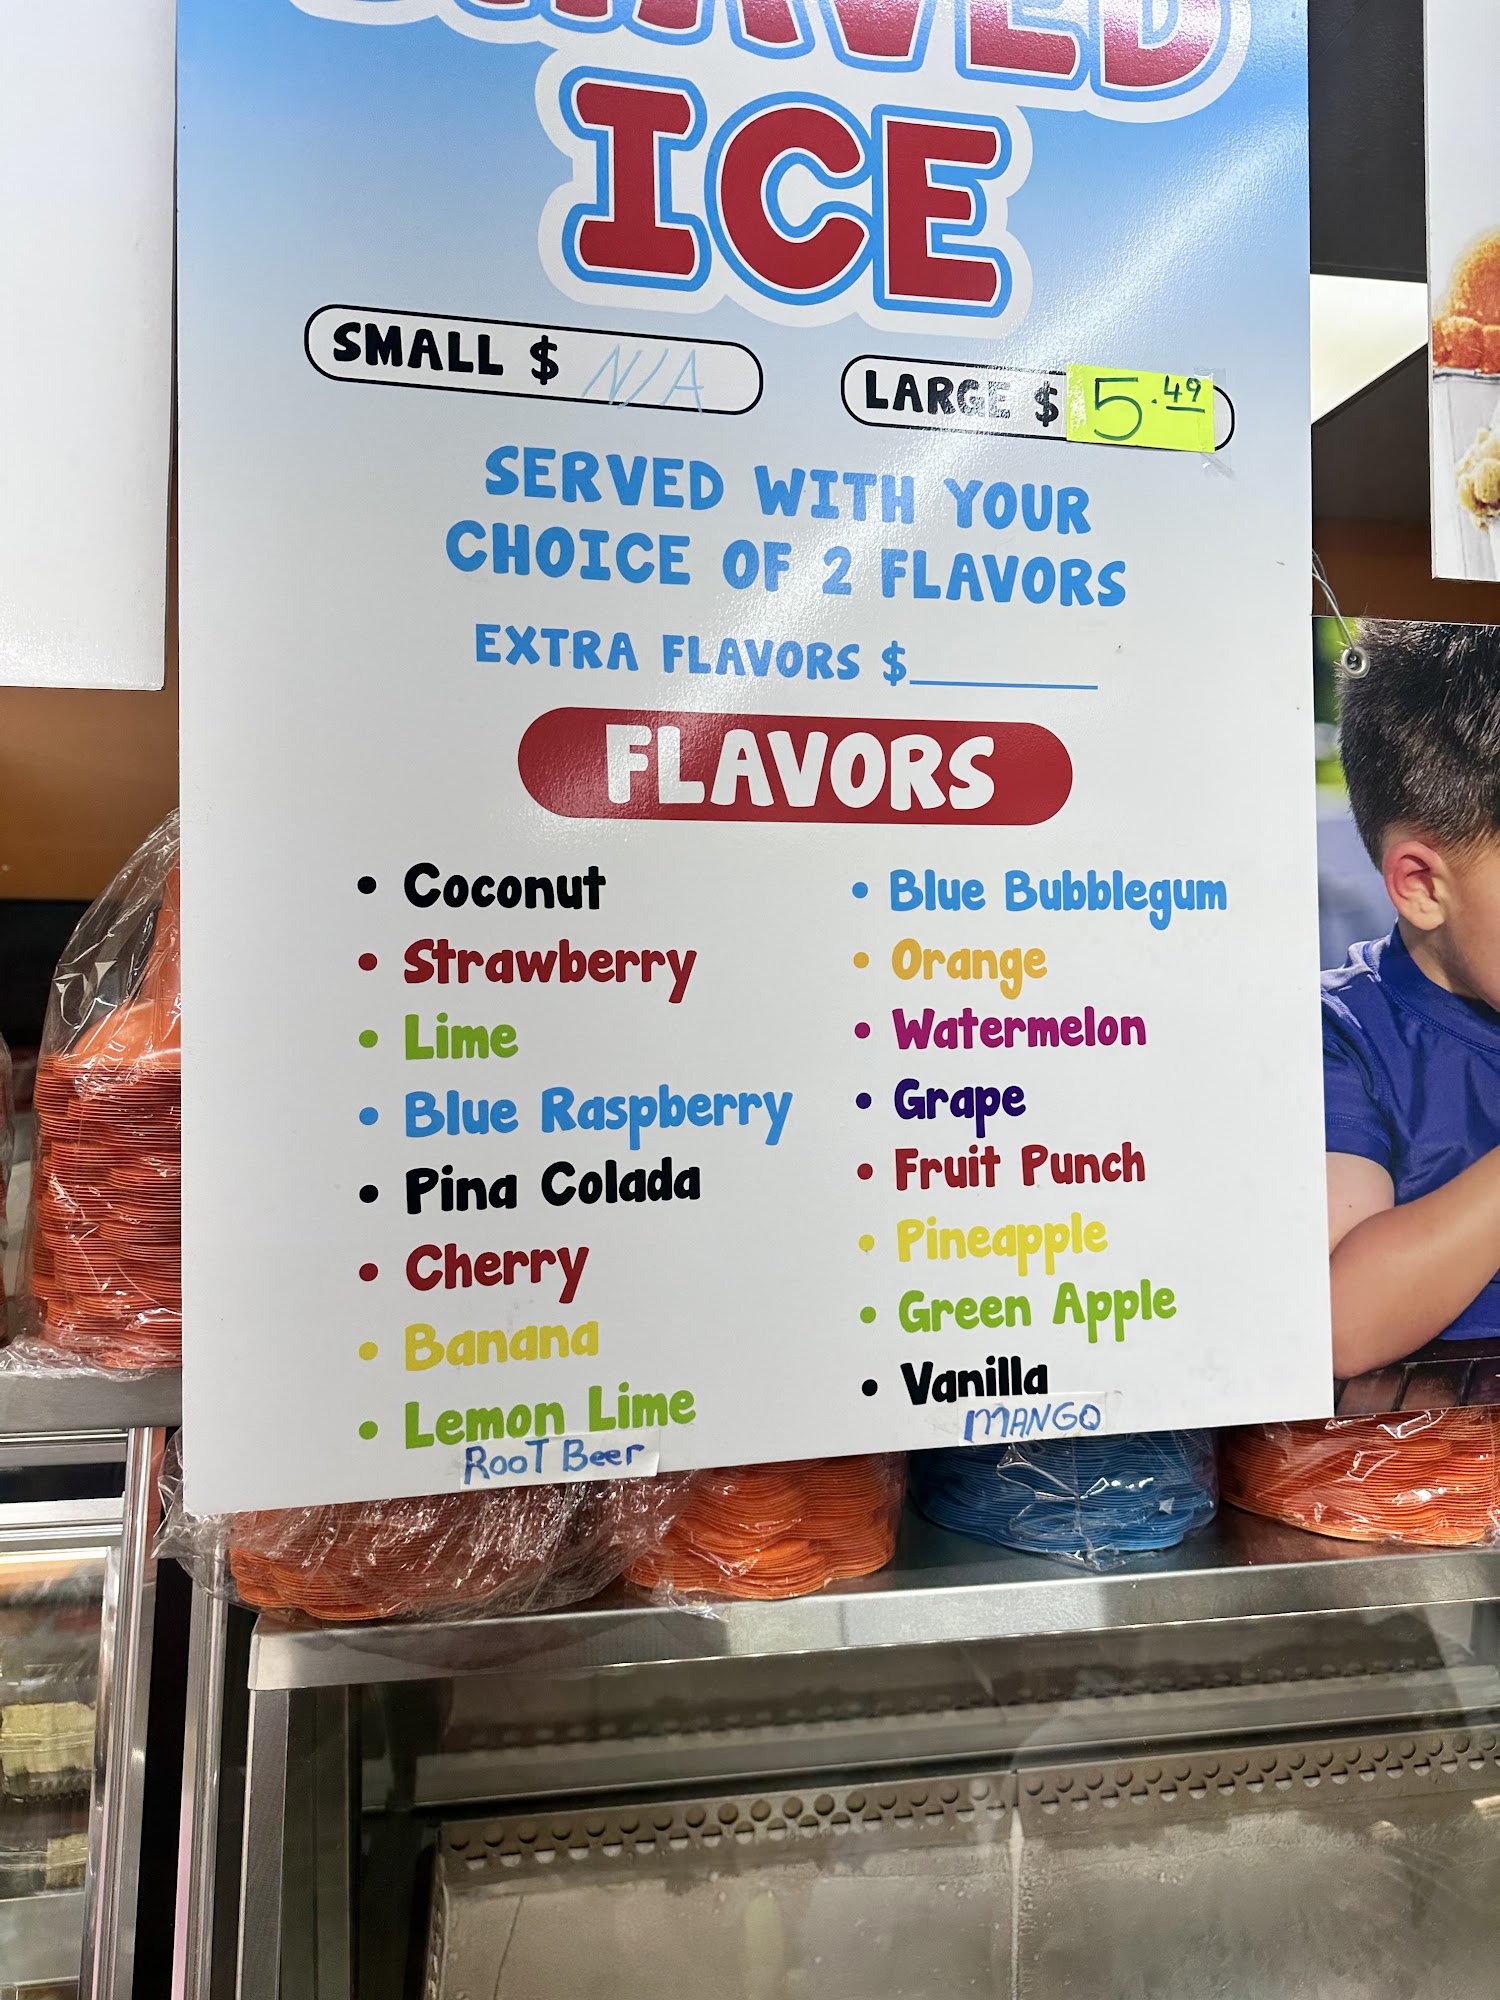 SHAVED
ICE
SMALL $ N/A
LARGE $ 5.49
SERVED WITH YOUR
CHOICE OF 2 FLAVORS
EXTRA FLAVORS $
FLAVORS
• Coconut
• Strawberry
• Lime
• Blue Raspberry
• Pina Colada
• Cherry
• Banana
• Lemon Lime
RooT Beer
• Blue Bubblegum
• Orange
• Watermelon
• Grape
• Fruit Punch
• Pineapple
• Green Apple
• Vanilla
MANGO